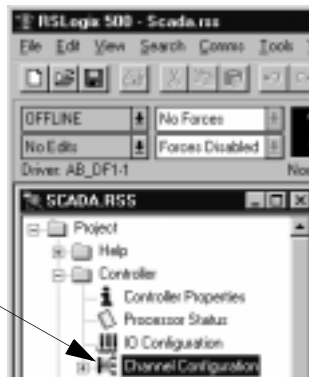 RSLogix 500 - Scada.rss
File Edit View Search Comms Tools
OFFLINE No Forces
No Edits Forces Disabled
Driver: AB_DF1-1
SCADA.RSS
Project
Help
Controller
Controller Properties
Processor Status
IO Configuration
Channel Configuration